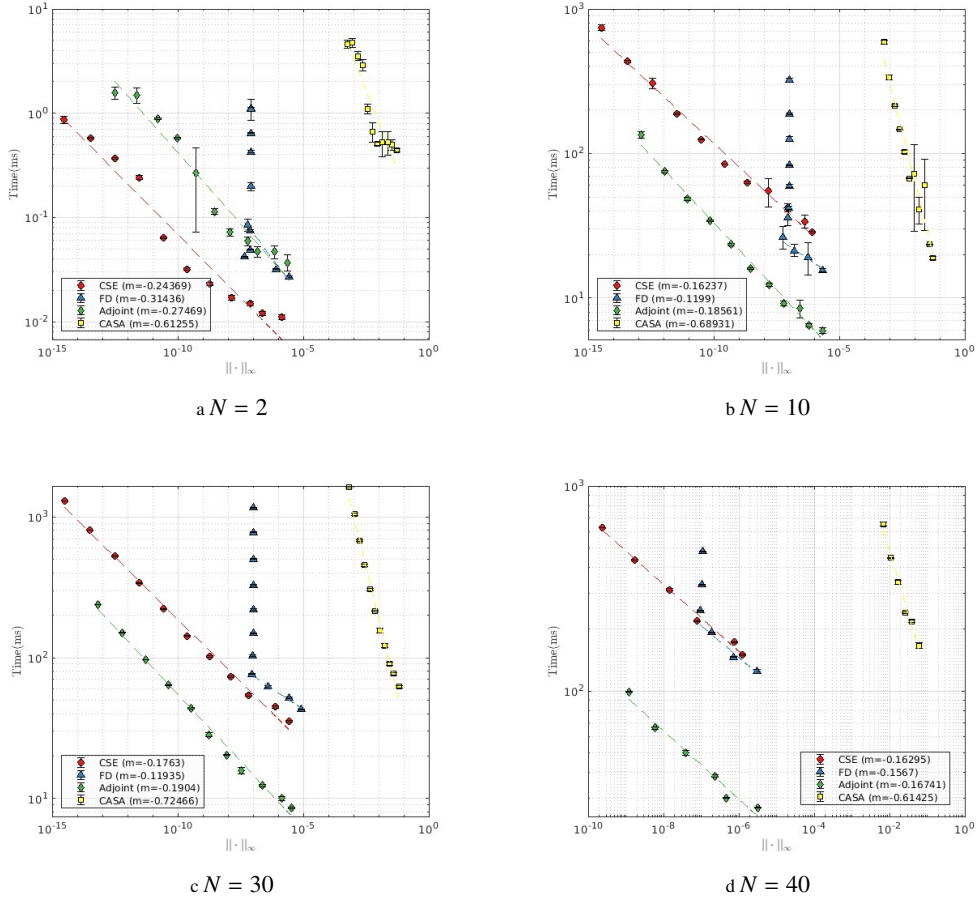 10^1
10^0
10^-1
10^-2
Time(ms)
CSE (m=-0.24369)
FD (m=-0.31436)
Adjoint (m=-0.27469)
CASA (m=-0.61255)
10^-15
10^-10
10^-5
10^0
|| · ||∞
a N = 2
10^3
10^2
10^1
Time(ms)
CSE (m=-0.16237)
FD (m=-0.1199)
Adjoint (m=-0.18561)
CASA (m=-0.68931)
10^-15
10^-10
10^-5
10^0
|| · ||∞
b N = 10
10^3
10^2
10^1
Time(ms)
CSE (m=-0.1763)
FD (m=-0.11935)
Adjoint (m=-0.1904)
CASA (m=-0.72466)
10^-15
10^-10
10^-5
10^0
|| · ||∞
c N = 30
10^3
10^2
Time(ms)
CSE (m=-0.16295)
FD (m=-0.1567)
Adjoint (m=-0.16741)
CASA (m=-0.61425)
10^-10
10^-8
10^-6
10^-4
10^-2
10^0
|| · ||∞
d N = 40